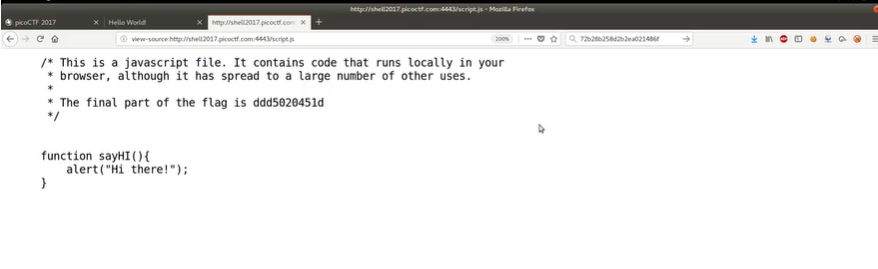 http://shell2017.picoctf.com:4443/script.js - Mozilla Firefox
picoCTF 2017
Hello World!
http://shell2017.picoctf.com
view-source:http://shell2017.picoctf.com:4443/script.js
200%
/* This is a javascript file. It contains code that runs locally in your
* browser, although it has spread to a large number of other uses.
*
* The final part of the flag is ddd5020451d
*/
function sayHI(){
alert("Hi there!");
}